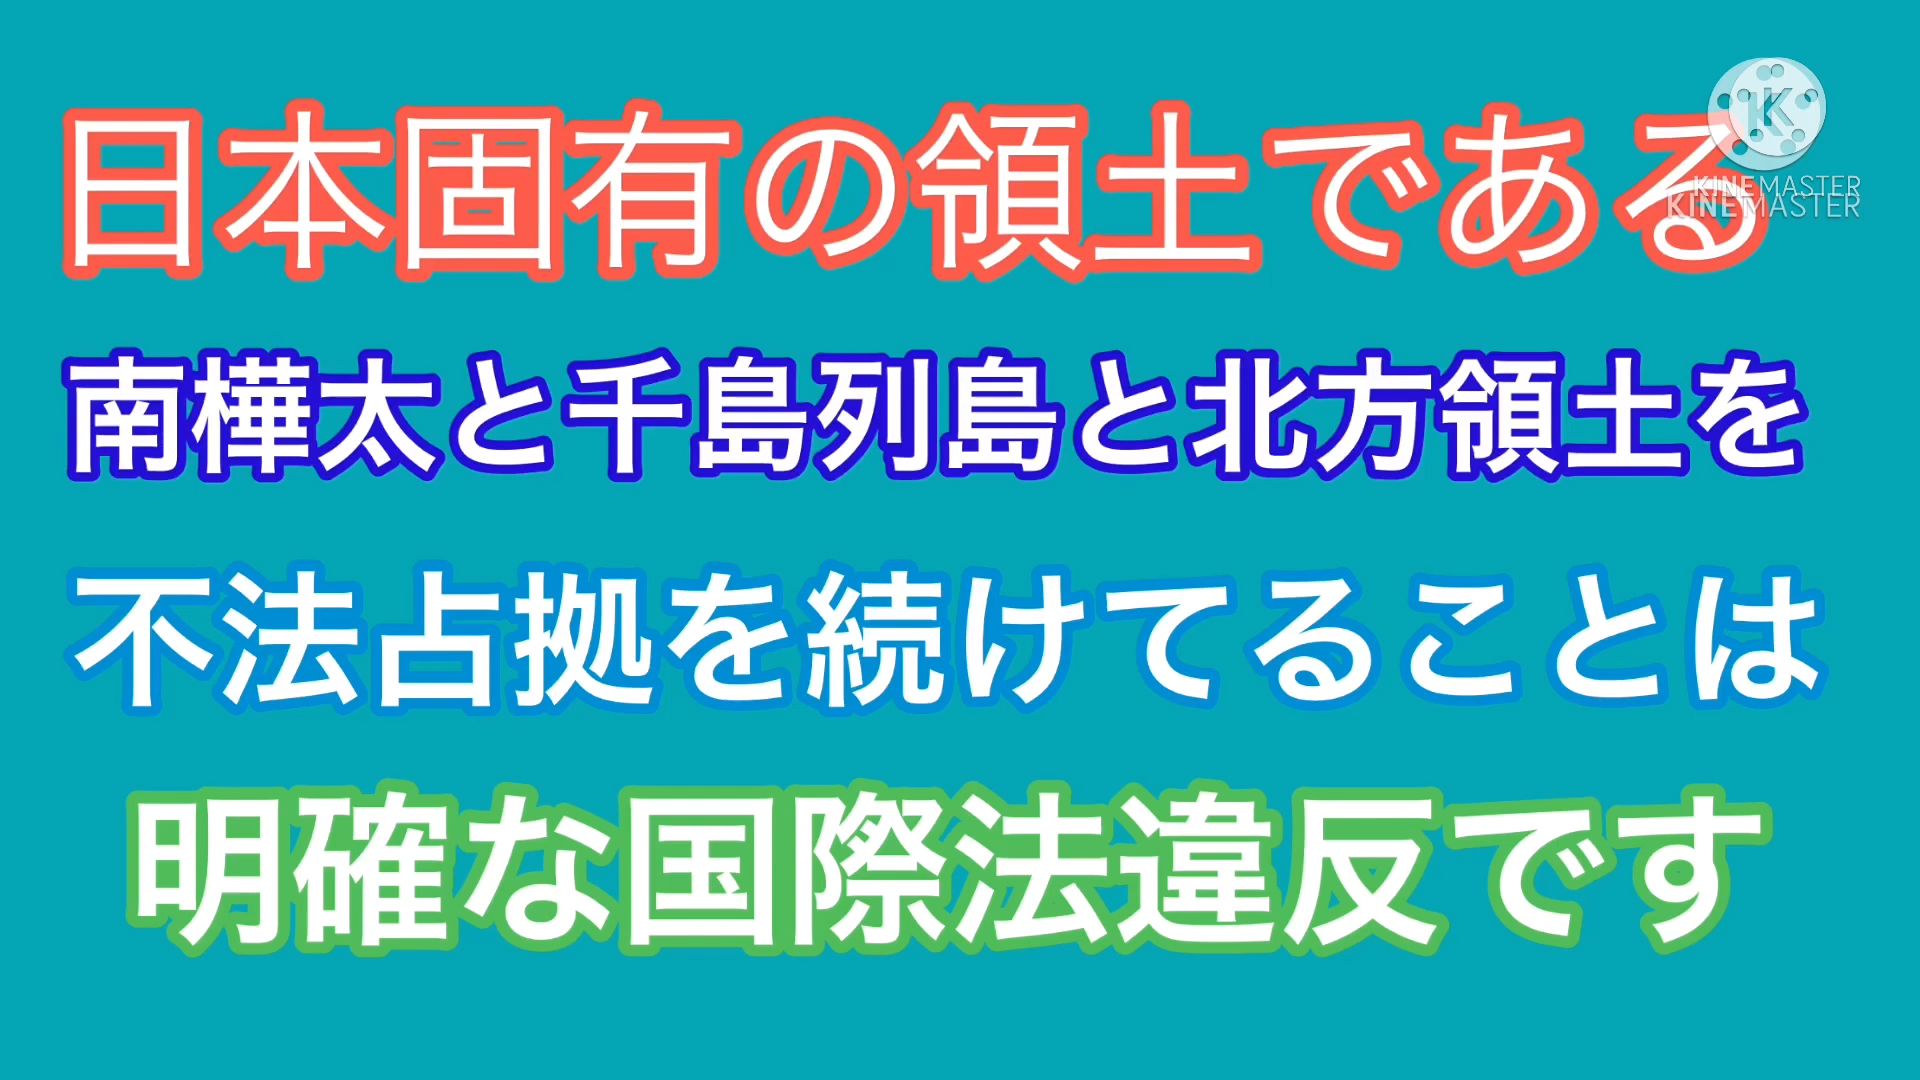 日本固有の領土である
KINEMASTER
KINEMASTER
南樺太と千島列島と北方領土を
不法占拠を続けてることは
明確な国際法違反です